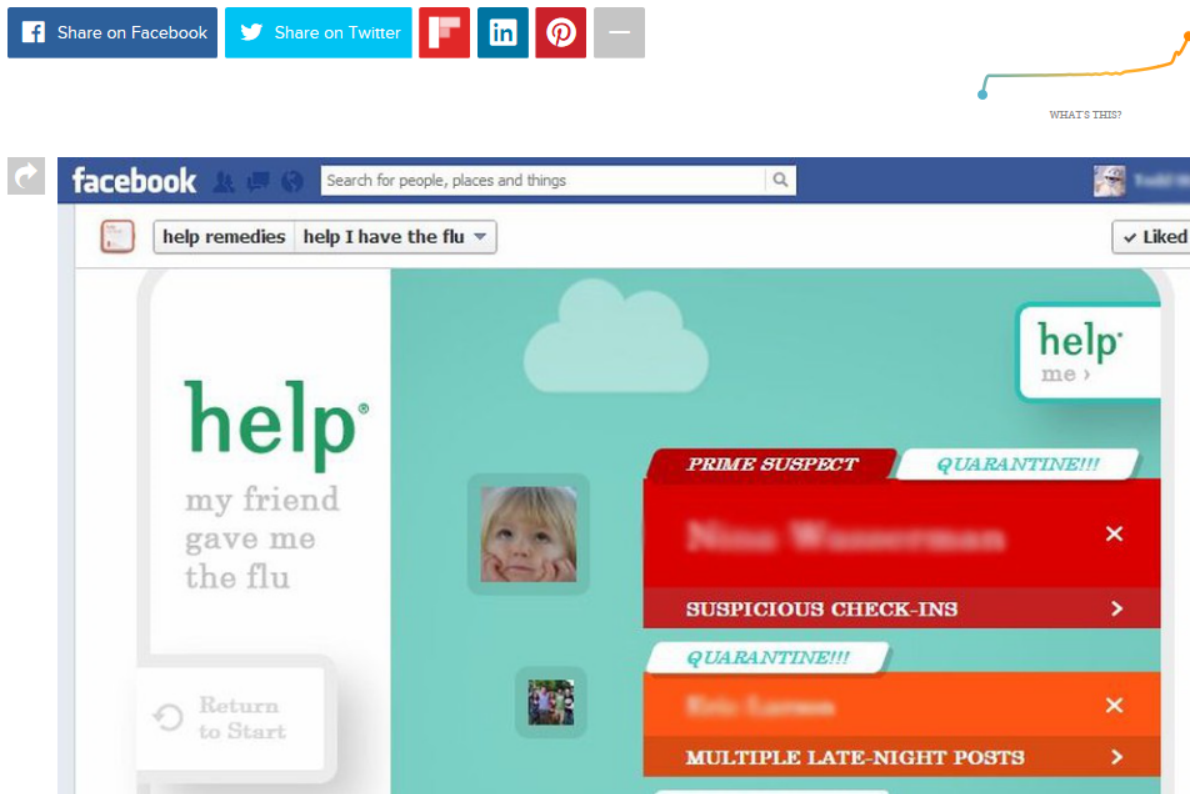 Share on Facebook
Share on Twitter
in
WHAT'S THIS?
facebook
Search for people, places and things
help remedies
help I have the flu
Liked
help®
me ›
help®
my friend
gave me
the flu
PRIME SUSPECT
QUARANTINE!!!
SUSPICIOUS CHECK-INS
QUARANTINE!!!
Return
to Start
MULTIPLE LATE-NIGHT POSTS